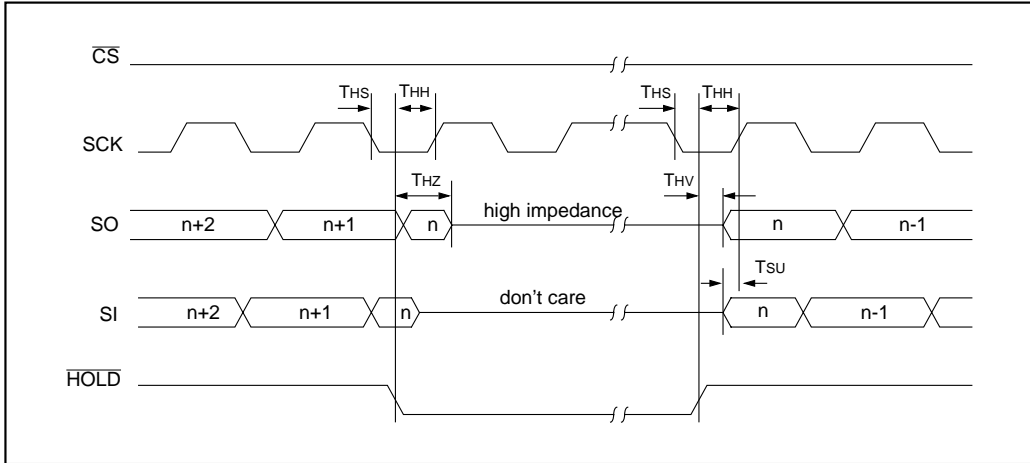 CS
THS THH THS THH
SCK
THZ THV
SO n+2 n+1 n high impedance n n-1
TSU
SI n+2 n+1 n don't care n n-1
HOLD